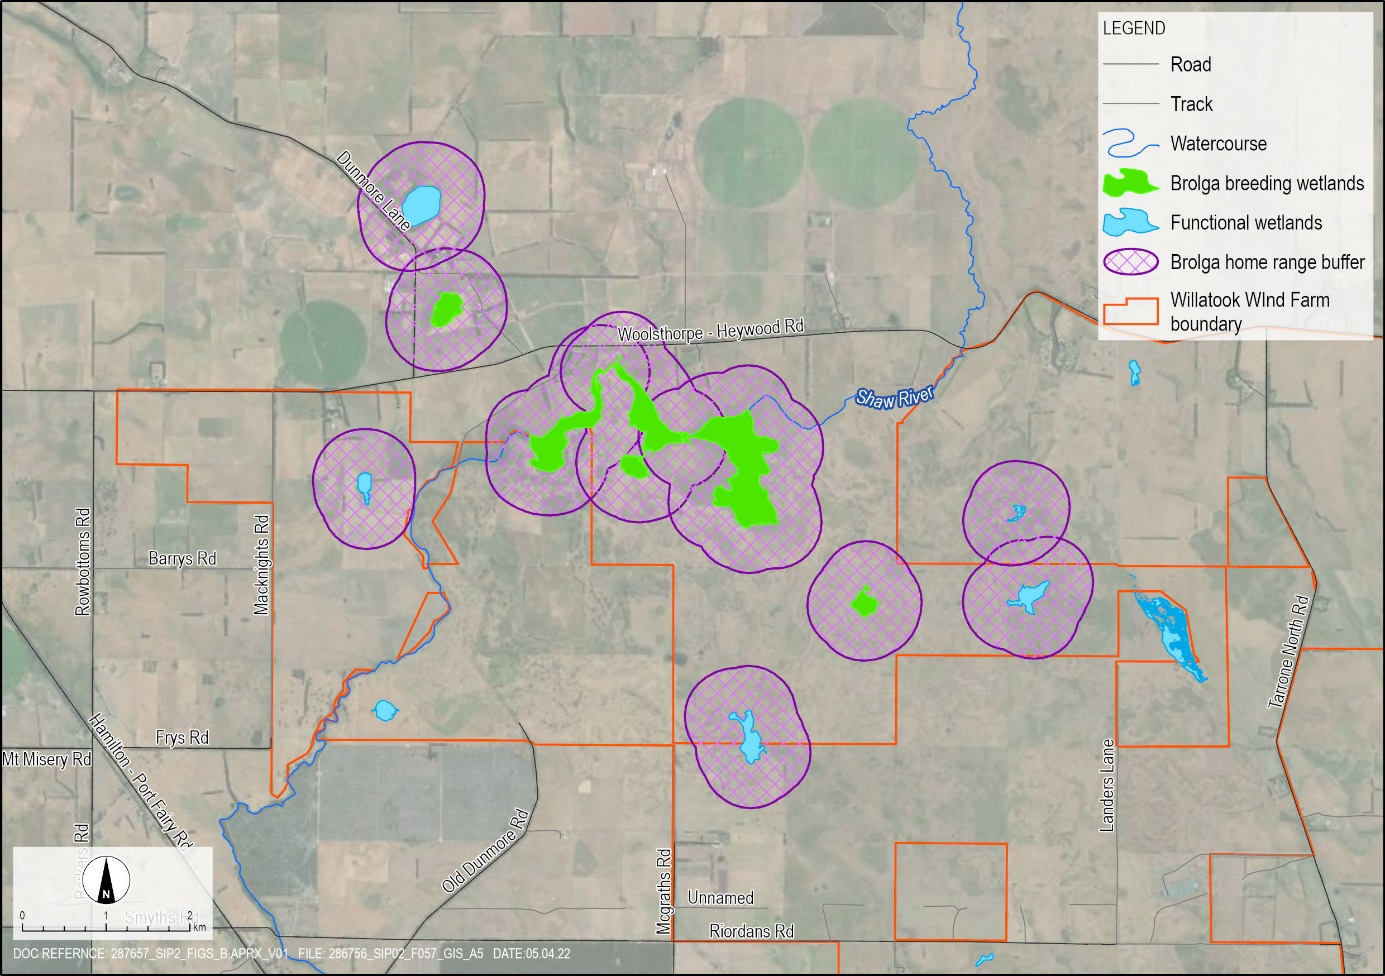 LEGEND
Road
Track
Watercourse
Brolga breeding wetlands
Functional wetlands
Brolga home range buffer
Willatook WInd Farm
boundary
Dunmore Lane
Woolsthorpe - Heywood Rd
Shaw River
Rowbottoms Rd
Barrys Rd
Macknights Rd
Tarrone North Rd
Hamilton - Port Fairy Rd
Frys Rd
Mt Misery Rd
Landers Lane
Old Dunmore Rd
Mcgraths Rd
Unnamed
Riordans Rd
Rd
Smyths Rd
N
0 1 2
km
DOC REFERNCE: 287657_SIP2_FIGS_B.APRX_V01 FILE: 286756_SIP02_F057_GIS_A5 DATE:05.04.22